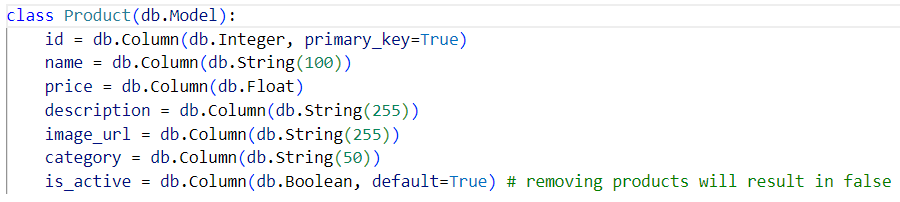 class Product(db.Model):
    id = db.Column(db.Integer, primary_key=True)
    name = db.Column(db.String(100))
    price = db.Column(db.Float)
    description = db.Column(db.String(255))
    image_url = db.Column(db.String(255))
    category = db.Column(db.String(50))
    is_active = db.Column(db.Boolean, default=True) # removing products will result in false